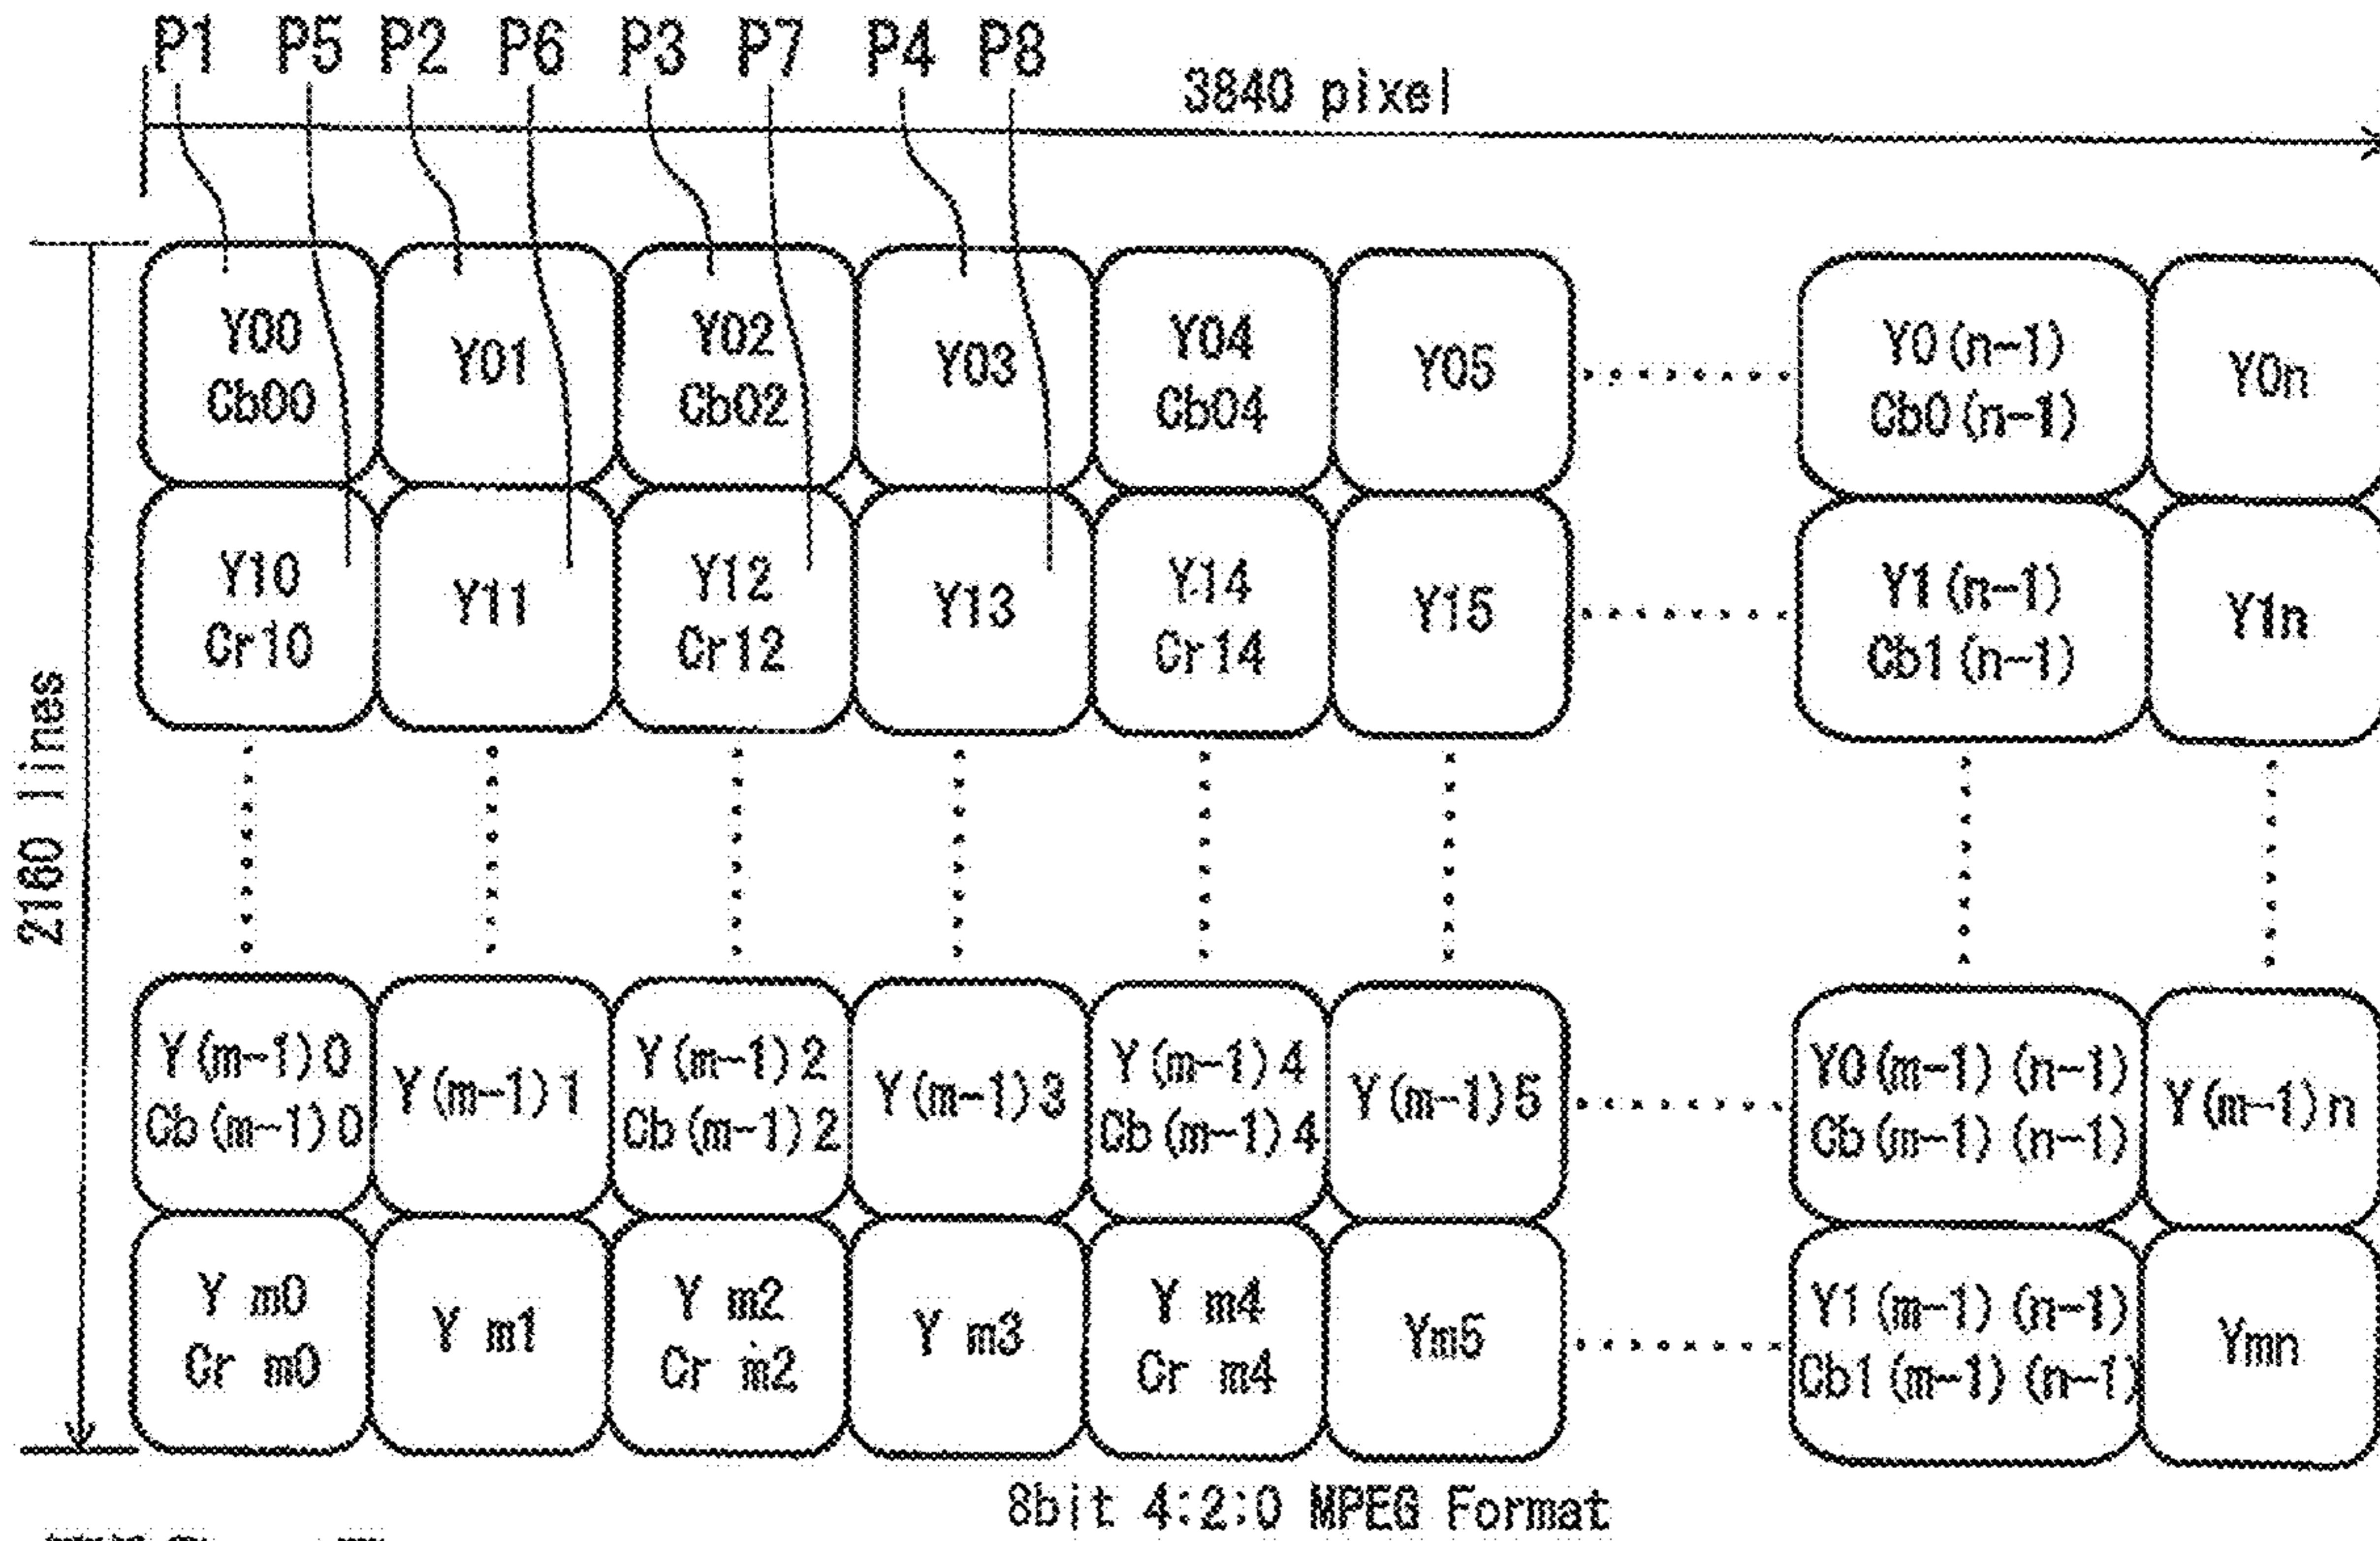 P1 P5 P2 P6 P3 P7 P4 P8
3840 pixel
2160 lines
Y00 Y01 Y02 Y03 Y04 Y05 Y0(n-1) Y0n
Cb00 Cb02 Cb04 Cb0(n-1)
Y10 Y11 Y12 Y13 Y14 Y15 Y1(n-1) Y1n
Cr10 Cr12 Cr14 Cb1(n-1)
Y(m-1)0 Y(m-1)1 Y(m-1)2 Y(m-1)3 Y(m-1)4 Y(m-1)5 Y0(m-1)(n-1) Y(m-1)n
Cb(m-1)0 Cb(m-1)2 Cb(m-1)4 Cb(m-1)(n-1)
Y m0 Y m1 Y m2 Y m3 Y m4 Ym5 Y1(m-1)(n-1) Ymn
Cr m0 Cr m2 Cr m4 Cb1(m-1)(n-1)
8bit 4:2:0 MPEG Format